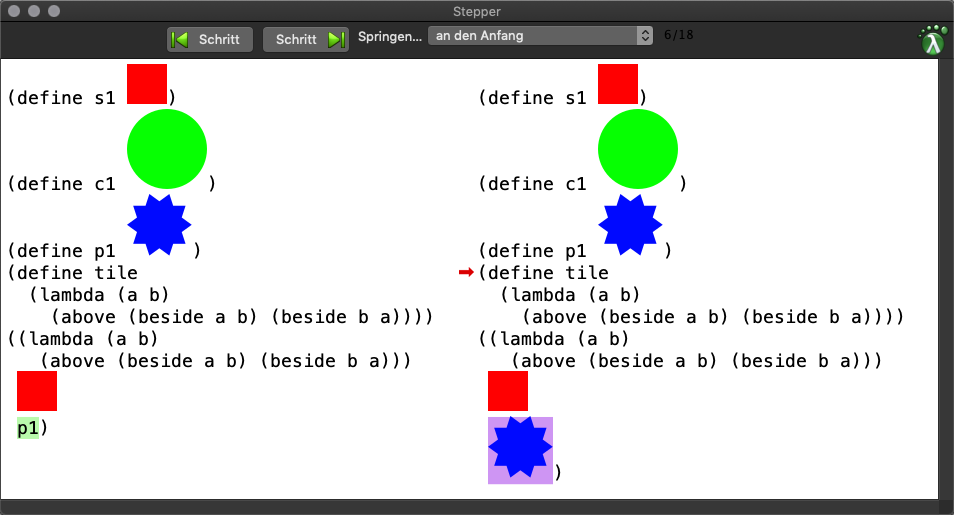 Stepper
Schritt Schritt Springen... an den Anfang 6/18
(define s1 )
(define c1 )
(define p1 )
(define tile
(lambda (a b)
(above (beside a b) (beside b a))))
((lambda (a b)
(above (beside a b) (beside b a)))
p1)
(define s1 )
(define c1 )
(define p1 )
(define tile
(lambda (a b)
(above (beside a b) (beside b a))))
((lambda (a b)
(above (beside a b) (beside b a)))
)